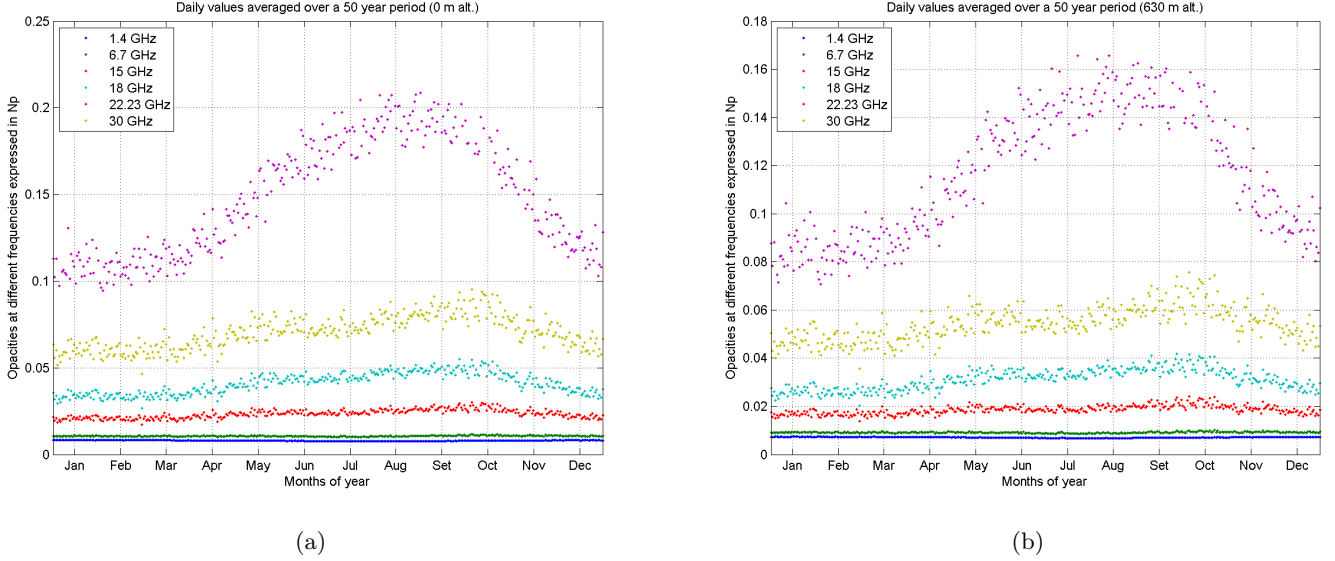 Daily values averaged over a 50 year period (0 m alt.)
0.25
0.2
0.15
0.1
0.05
0
Opacities at different frequencies expressed in Np
1.4 GHz
6.7 GHz
15 GHz
18 GHz
22.23 GHz
30 GHz
Jan Feb Mar Apr May Jun Jul Aug Set Oct Nov Dec
Months of year
(a)
Daily values averaged over a 50 year period (630 m alt.)
0.18
0.16
0.14
0.12
0.1
0.08
0.06
0.04
0.02
0
Opacities at different frequencies expressed in Np
1.4 GHz
6.7 GHz
15 GHz
18 GHz
22.23 GHz
30 GHz
Jan Feb Mar Apr May Jun Jul Aug Set Oct Nov Dec
Months of year
(b)